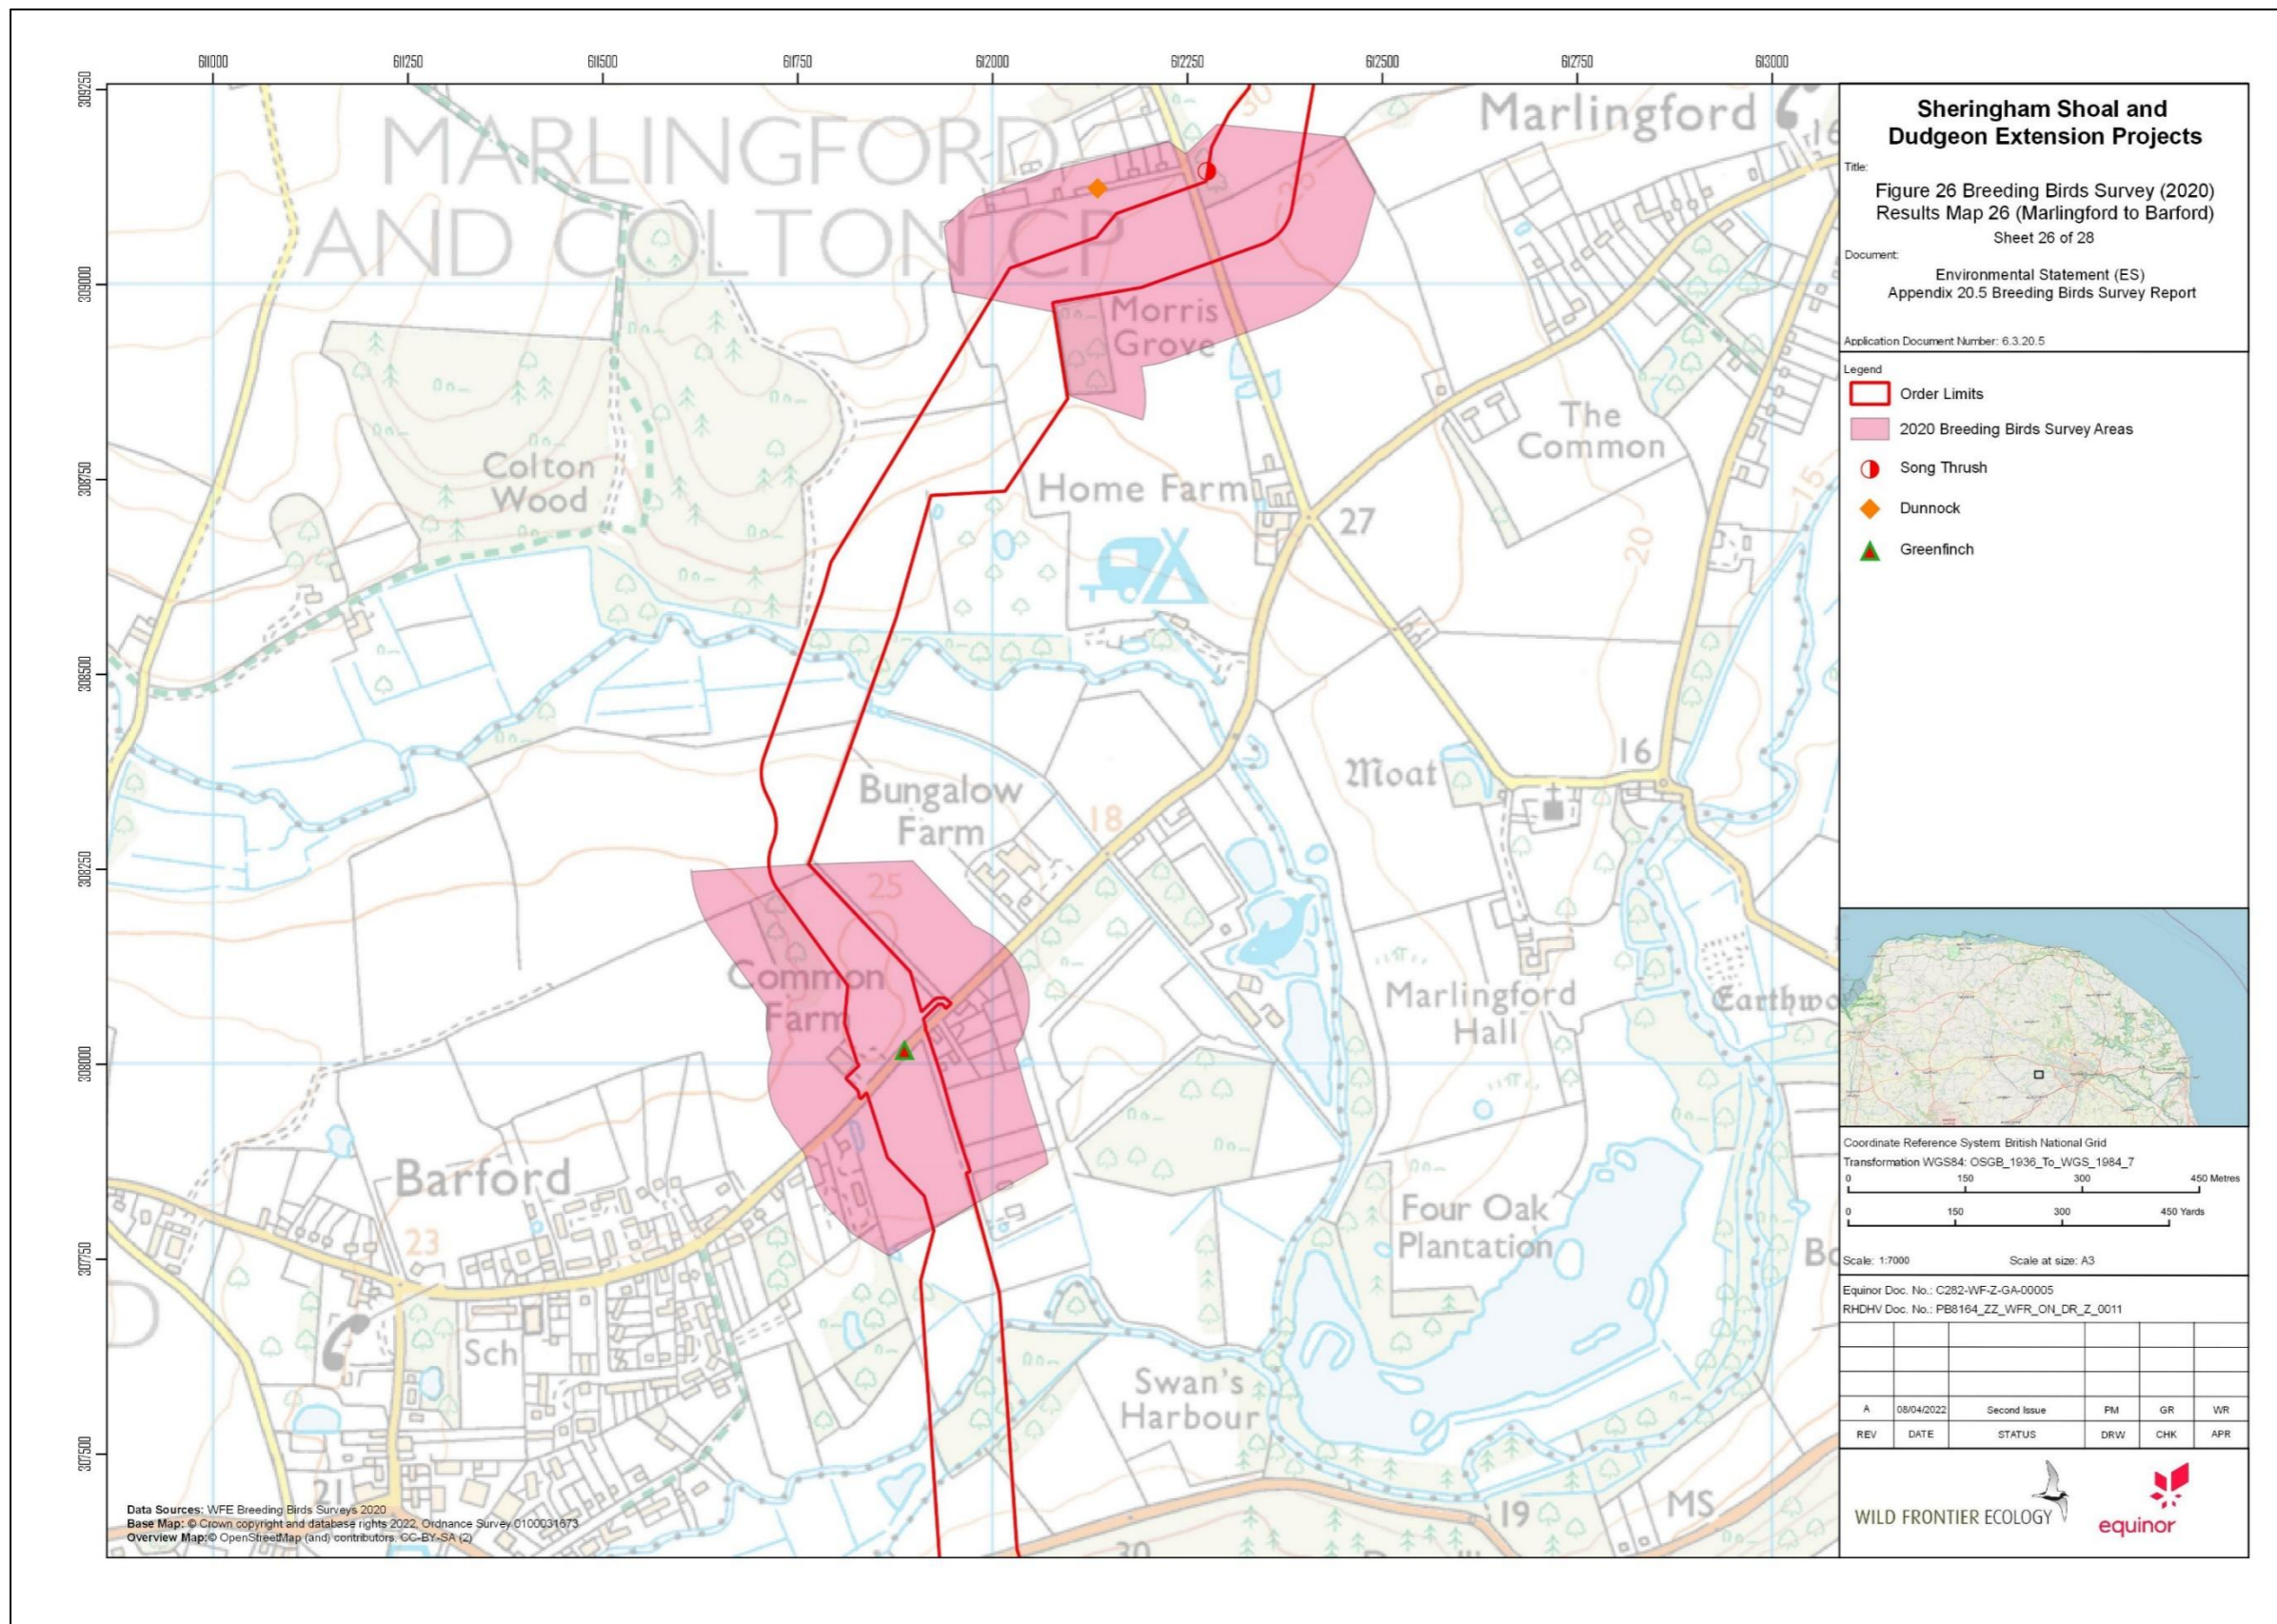 611000 611250 611500 611750 612000 612250 612500 612750 613000
309250
309000
308750
308500
308250
308000
307750
307500
MARLINGFORD
AND COLTON CP
Marlingford
16
30
25
Morris
Grove
Colton
Wood
Home Farm
27
The
Common
15
20
Bungalow
Farm
18
Moat
16
25
Common
Farm
Marlingford
Hall
Earthwo
Barford
23
Four Oak
Plantation
Bo
D
Sch
Swan's
Harbour
21
19
MS
30
Data Sources: WFE Breeding Birds Surveys 2020
Base Map: © Crown copyright and database rights 2022, Ordnance Survey 0100031673
Overview Map:© OpenStreetMap (and) contributors, CC-BY-SA (2)
Sheringham Shoal and
Dudgeon Extension Projects
Title:
Figure 26 Breeding Birds Survey (2020)
Results Map 26 (Marlingford to Barford)
Sheet 26 of 28
Document:
Environmental Statement (ES)
Appendix 20.5 Breeding Birds Survey Report
Application Document Number: 6.3.20.5
Legend
Order Limits
2020 Breeding Birds Survey Areas
Song Thrush
Dunnock
Greenfinch
Coordinate Reference System: British National Grid
Transformation WGS84: OSGB_1936_To_WGS_1984_7
0 150 300 450 Metres
0 150 300 450 Yards
Scale: 1:7000 Scale at size: A3
Equinor Doc. No.: C282-WF-Z-GA-00005
RHDHV Doc. No.: PB8164_ZZ_WFR_ON_DR_Z_0011
A 08/04/2022 Second Issue PM GR WR
REV DATE STATUS DRW CHK APR
WILD FRONTIER ECOLOGY
equinor